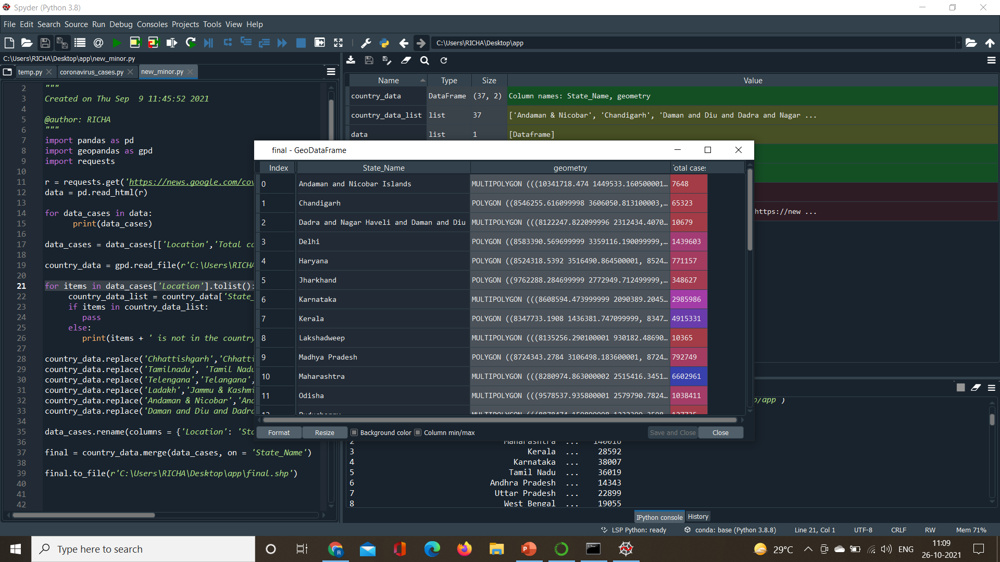 Spyder (Python 3.8)
File Edit Search Source Run Debug Consoles Projects Tools View Help
C:\Users\RICHA\Desktop\app
C:\Users\RICHA\Desktop\app\new_minor.py
temp.py coronavirus_cases.py new_minor.py
2 """
3 Created on Thu Sep  9 11:45:52 2021
4
5 @author: RICHA
6 """
7 import pandas as pd
8 import geopandas as gpd
9 import requests
10
11 r = requests.get('https://news.google.com/cov
12 data = pd.read_html(r)
13
14 for data_cases in data:
15 print(data_cases)
16
17 data_cases = data_cases[['Location','Total ca
18
19 country_data = gpd.read_file(r'C:\Users\RICHA
20
21 for items in data_cases['Location'].tolist():
22 country_data_list = country_data['State_
23 if items in country_data_list:
24 pass
25 else:
26 print(items + ' is not in the country
27
28 country_data.replace('Chhattishgarh','Chhatti
29 country_data.replace('Tamilnadu', 'Tamil Nadu
30 country_data.replace('Telengana','Telangana',
31 country_data.replace('Ladakh','Jammu & Kashmi
32 country_data.replace('Andaman & Nicobar','And
33 country_data.replace('Daman and Diu and Dadra
34
35 data_cases.rename(columns = {'Location': 'Sta
36
37 final = country_data.merge(data_cases, on = 'State_Name')
38
39 final.to_file(r'C:\Users\RICHA\Desktop\app\final.shp')
40
41
42
Name Type Size Value
country_data DataFrame (37, 2) Column names: State_Name, geometry
country_data_list list 37 ['Andaman & Nicobar', 'Chandigarh', 'Daman and Diu and Dadra and Nagar ...
data list 1 [Dataframe]
https://new ...
final - GeoDataFrame
Index State_Name geometry otal cases
0 Andaman and Nicobar Islands MULTIPOLYGON (((10341718.474 1449533.160500001… 7648
1 Chandigarh POLYGON ((8546255.616099998 3606050.813100003,… 65323
2 Dadra and Nagar Haveli and Daman and Diu MULTIPOLYGON (((8122247.822099996 2312434.4070… 10679
3 Delhi POLYGON ((8583390.569699999 3359116.190099999,… 1439603
4 Haryana POLYGON ((8524318.5392 3516490.864500001, 8524… 771157
5 Jharkhand POLYGON ((9762288.284699999 2772949.712499999,… 348627
6 Karnataka MULTIPOLYGON (((8608594.473999999 2090389.2045… 2985986
7 Kerala POLYGON ((8347733.1908 1436381.747099999, 8347… 4915331
8 Lakshadweep MULTIPOLYGON (((8135256.290100001 930182.48690… 10365
9 Madhya Pradesh POLYGON ((8724343.2784 3106498.183600001, 8724… 792749
10 Maharashtra MULTIPOLYGON (((8280974.863000002 2515416.3451… 6602961
11 Odisha MULTIPOLYGON (((9578537.935800001 2579790.7824… 1038411
Format Resize Background color Column min/max Save and Close Close
/app )
2 Maharashtra ... 140016
3 Kerala ... 28592
4 Karnataka ... 38007
5 Tamil Nadu ... 36019
6 Andhra Pradesh ... 14343
7 Uttar Pradesh ... 22899
8 West Bengal ... 19055
IPython console History
LSP Python: ready conda: base (Python 3.8.8) Line 21, Col 1 UTF-8 CRLF RW Mem 71%
Type here to search
29°C ENG 11:09
26-10-2021